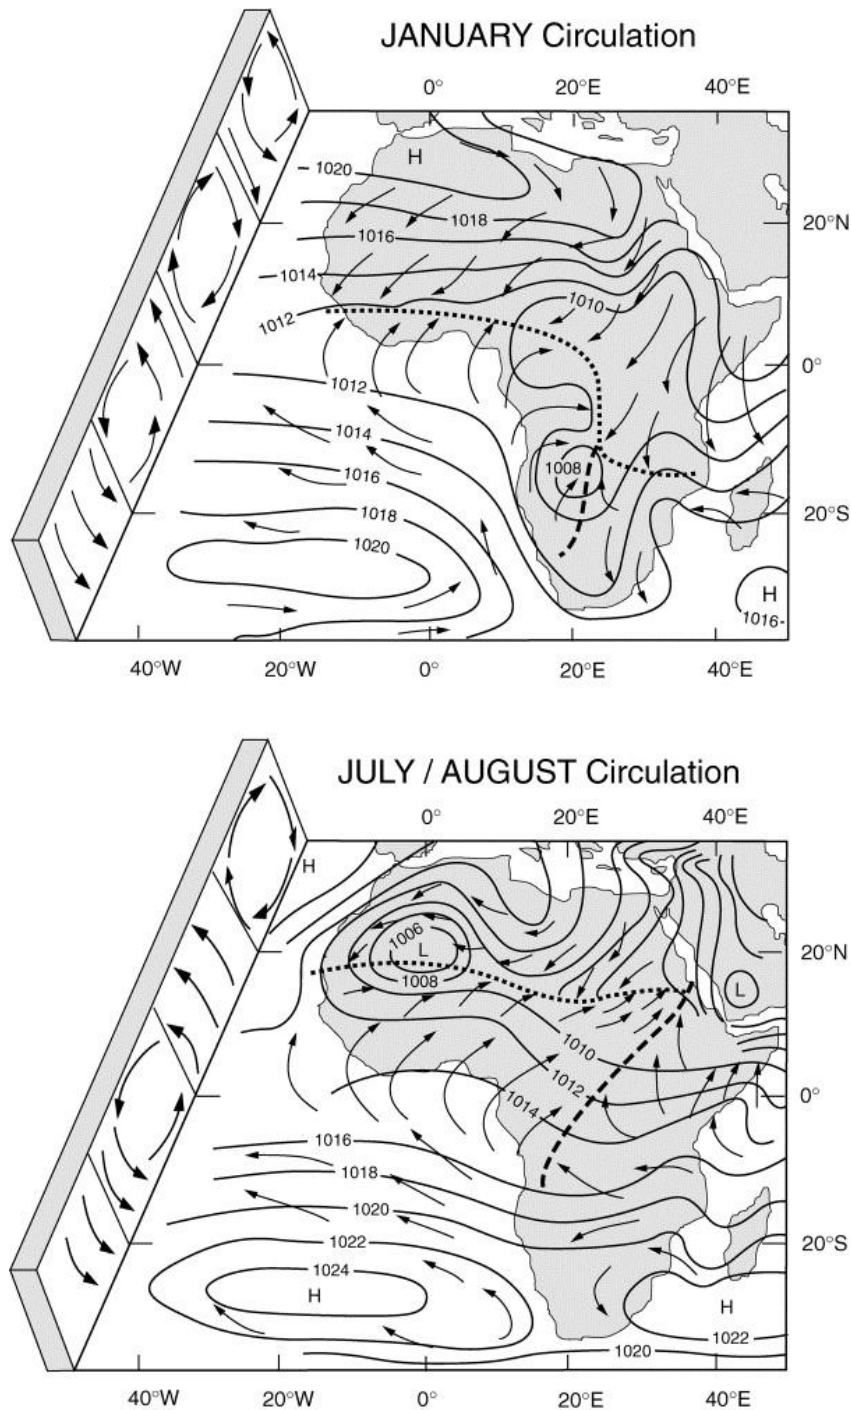 JANUARY Circulation
0° 20°E 40°E
H
1020
1018
1016
20°N
1014
1010
1012
0°
1012
1014
1008
1016
1018
20°S
1020
H
1016-
40°W 20°W 0° 20°E 40°E
JULY / AUGUST Circulation
0° 20°E 40°E
H
1006
L
20°N
1008
L
1010
1012
1014
0°
1016
1018
1020
1022
20°S
1024
H
H
1022
1020
40°W 20°W 0° 20°E 40°E